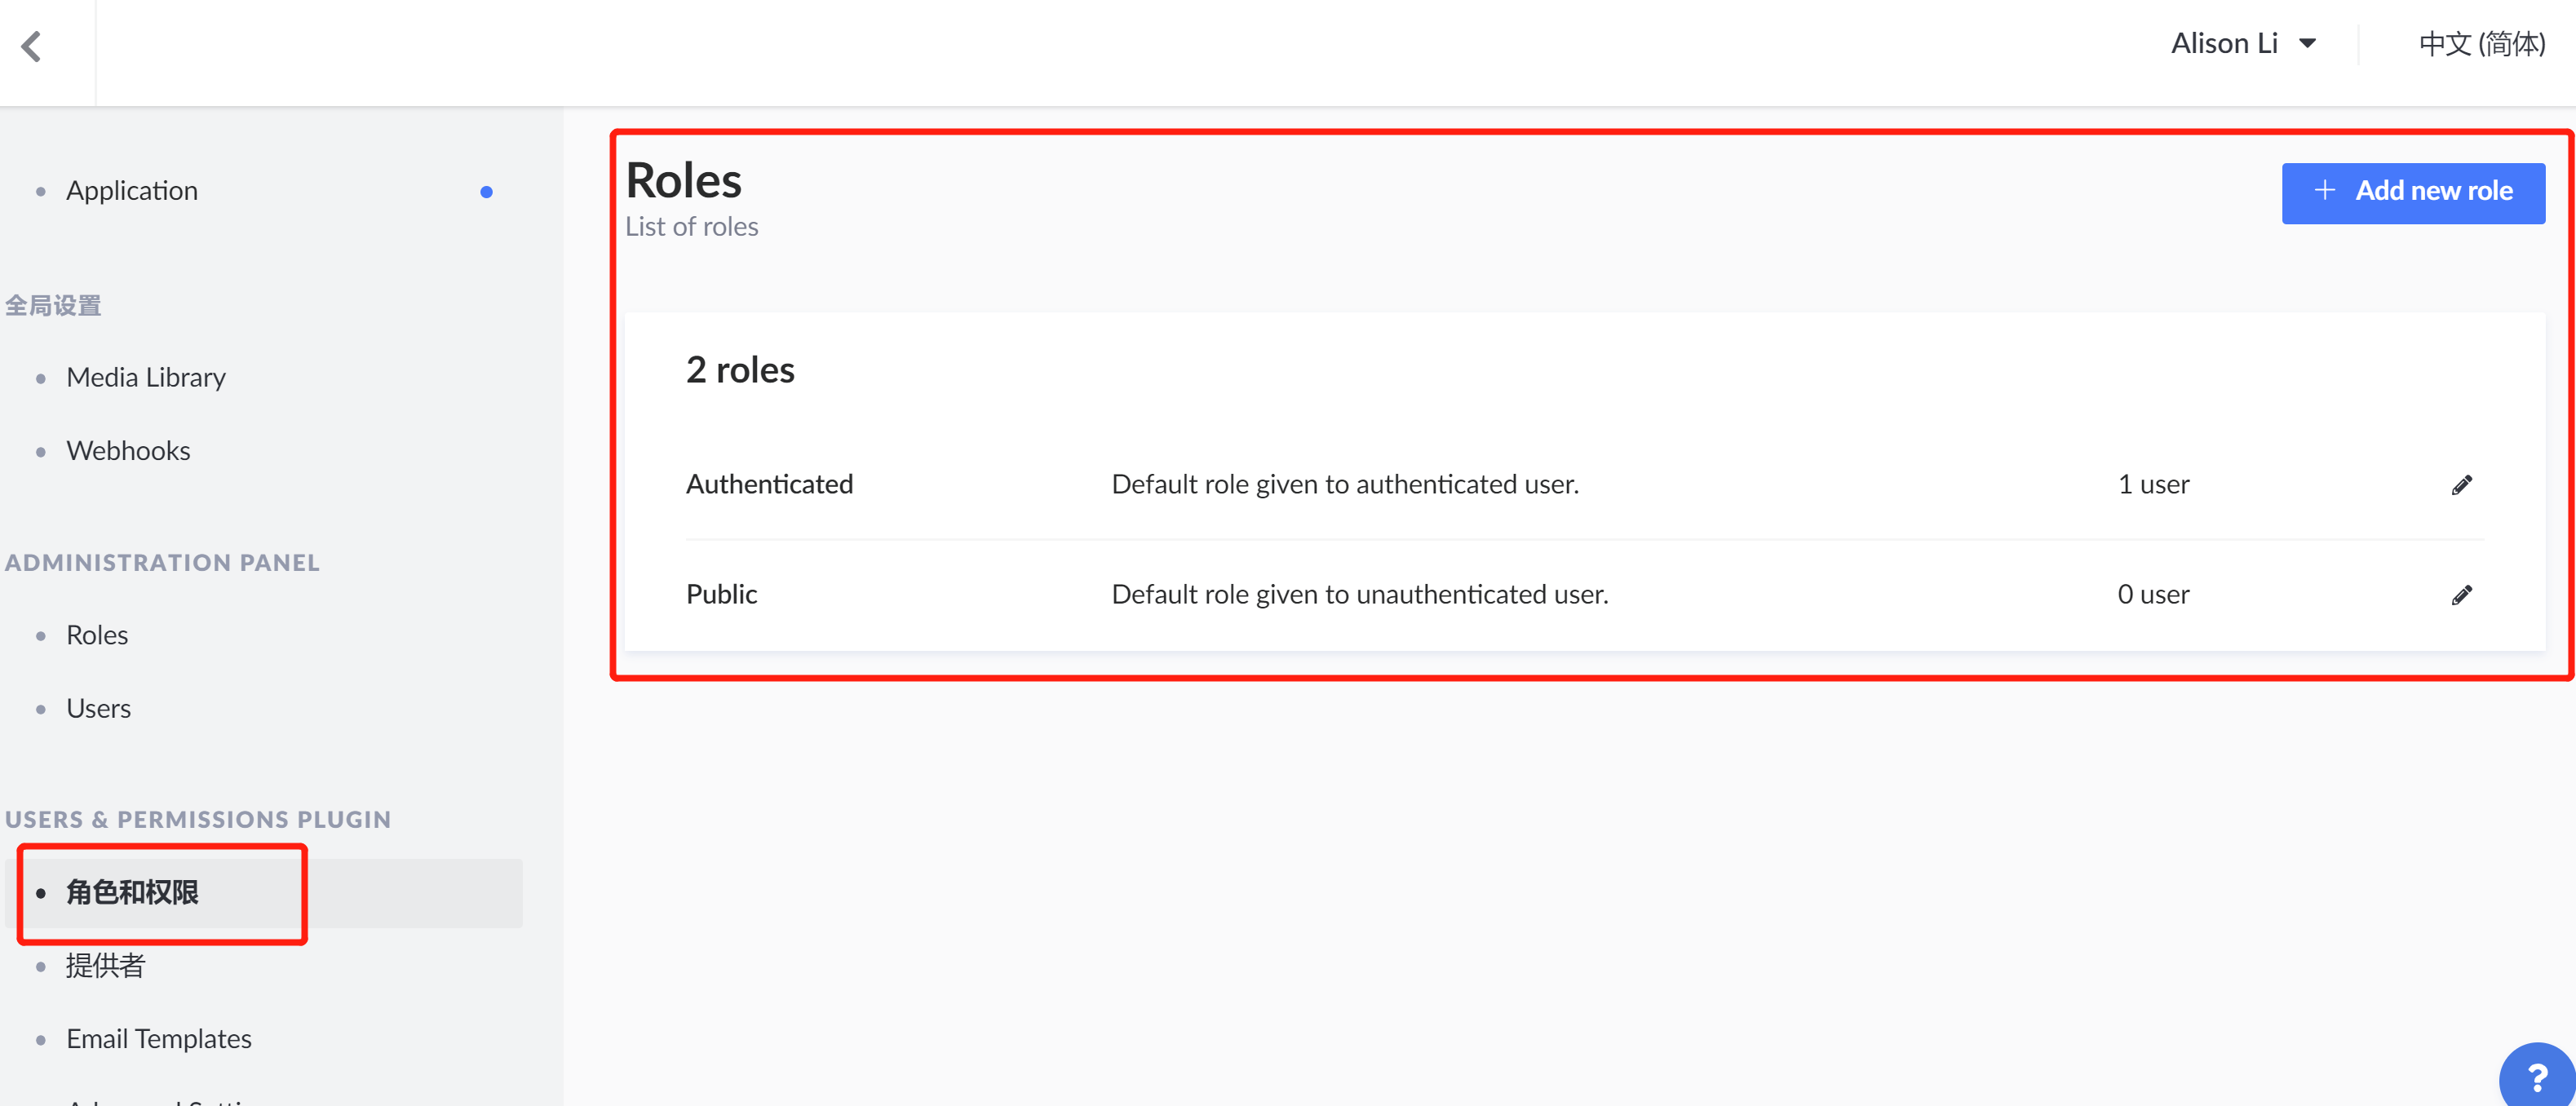 Alison Li
中文 (简体)
Application
全局设置
Media Library
Webhooks
ADMINISTRATION PANEL
Roles
Users
USERS & PERMISSIONS PLUGIN
角色和权限
提供者
Email Templates
Roles
List of roles
Add new role
2 roles
Authenticated Default role given to authenticated user. 1 user
Public Default role given to unauthenticated user. 0 user
?